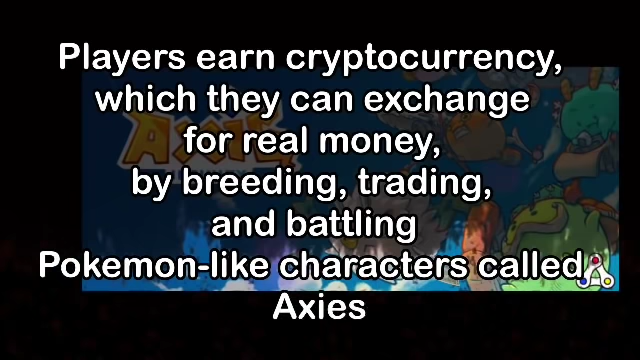 Players earn cryptocurrency,
which they can exchange
for real money,
by breeding, trading,
and battling
Pokemon-like characters called
Axies
AXIE